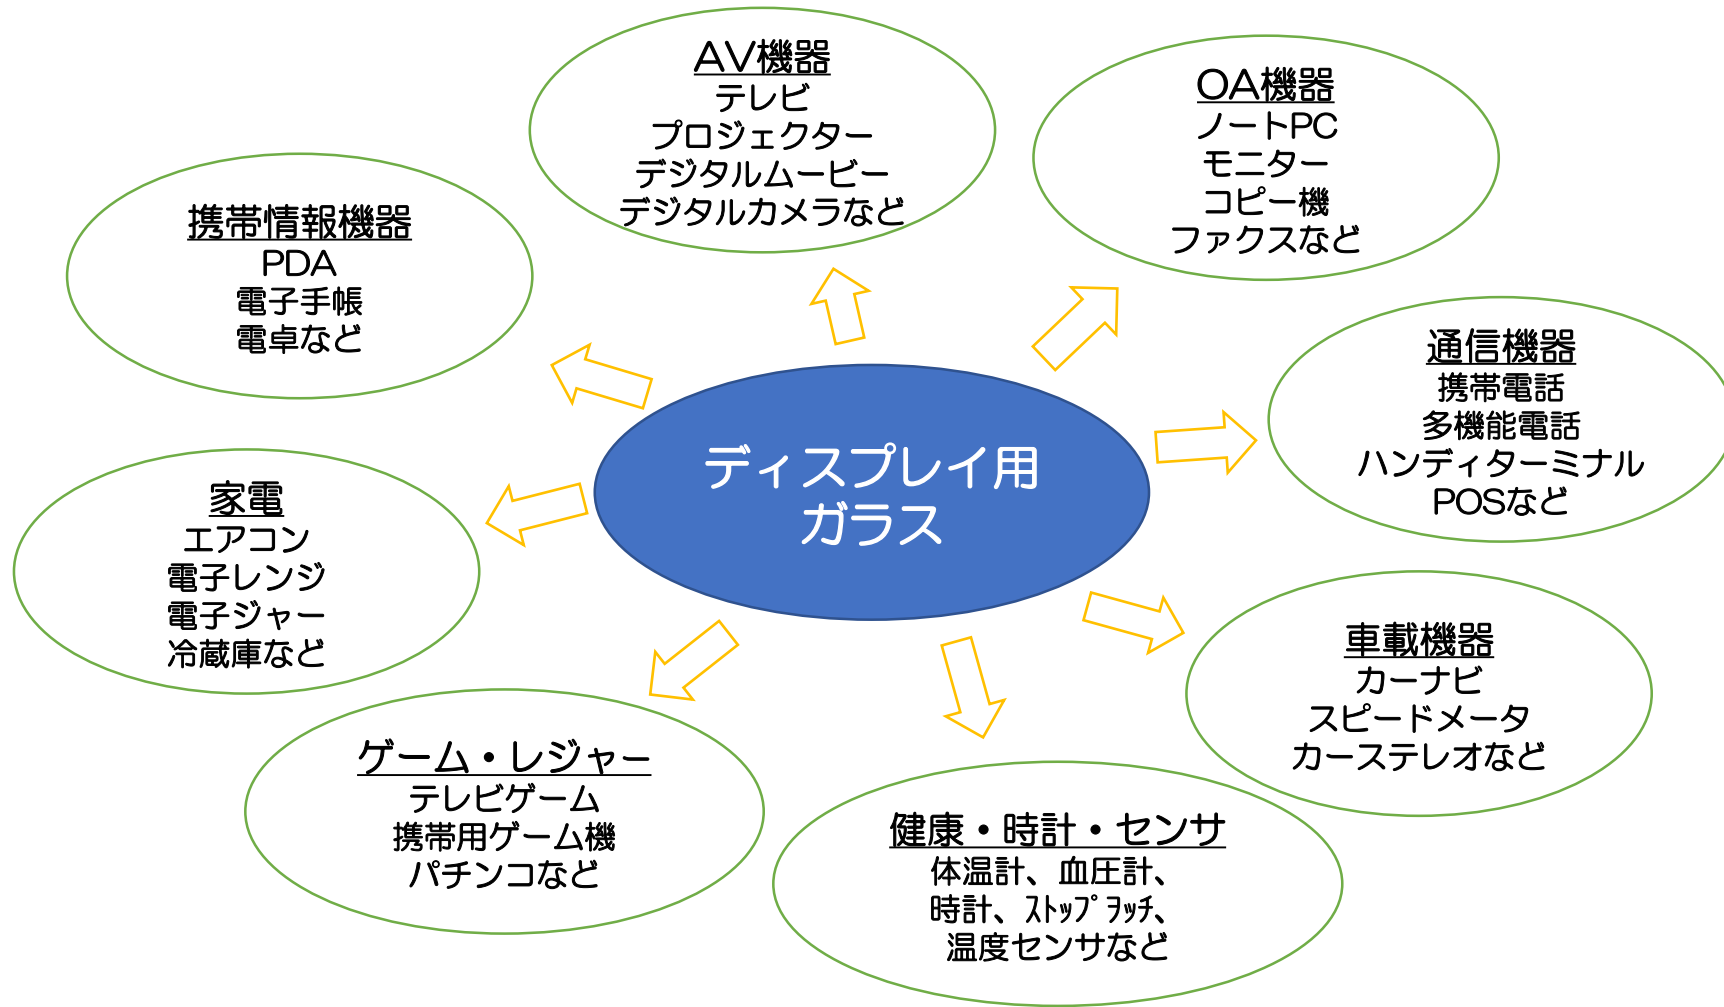 AV機器
テレビ
プロジェクター
デジタルムービー
デジタルカメラなど
OA機器
ノートPC
モニター
コピー機
ファクスなど
携帯情報機器
PDA
電子手帳
電卓など
通信機器
携帯電話
多機能電話
ハンディターミナル
POSなど
ディスプレイ用
ガラス
家電
エアコン
電子レンジ
電子ジャー
冷蔵庫など
車載機器
カーナビ
スピードメータ
カーステレオなど
ゲーム・レジャー
テレビゲーム
携帯用ゲーム機
パチンコなど
健康・時計・センサ
体温計、血圧計、
時計、ｽﾄｯﾌﾟｦｯﾁ、
温度センサなど